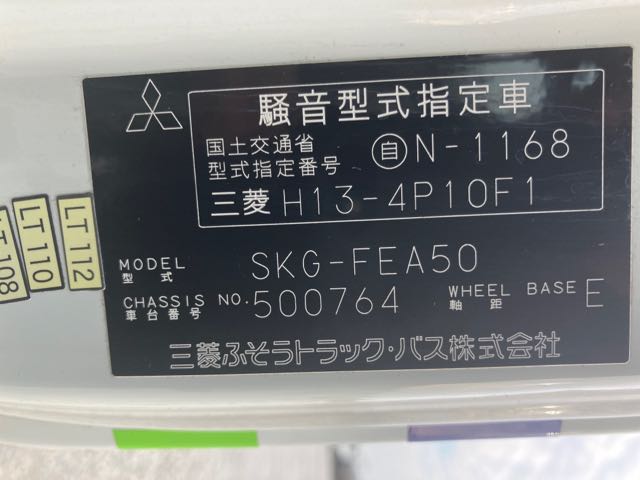 騒音型式指定車
国土交通省
型式指定番号
自N-1168
三菱 H13-4P10F1
MODEL
型式
SKG-FEA50
CHASSIS NO.
車台番号
500764
WHEEL BASE
軸距
E
三菱ふそうトラック・バス株式会社
LT112
LT110
LT108